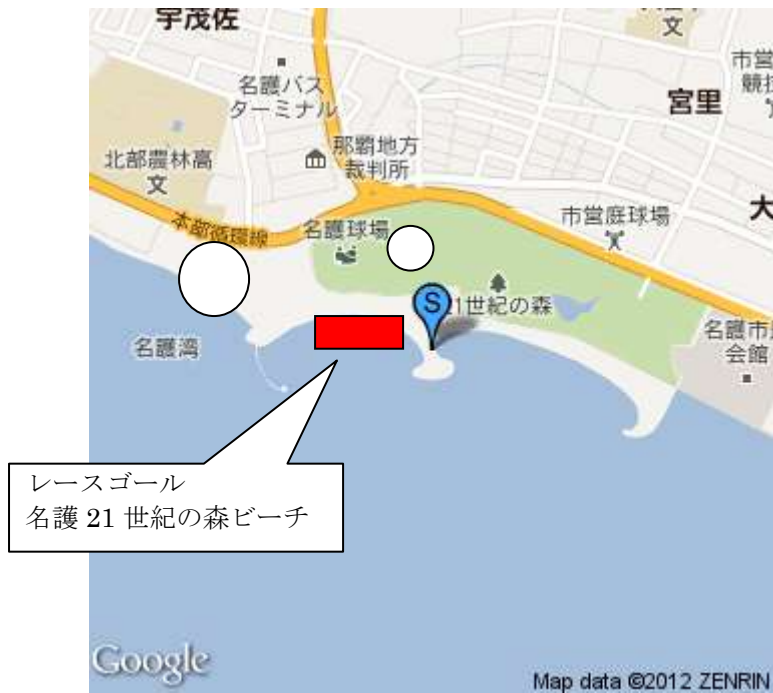 宇茂佐
文
市営
競技
名護バス
ターミナル
宮里
那覇地方
裁判所
北部農林高
文
大
本部循環線
名護球場
市営庭球場
S
21世紀の森
名護湾
名護市
会館
レースゴール
名護 21 世紀の森ビーチ
Google
Map data ©2012 ZENRIN